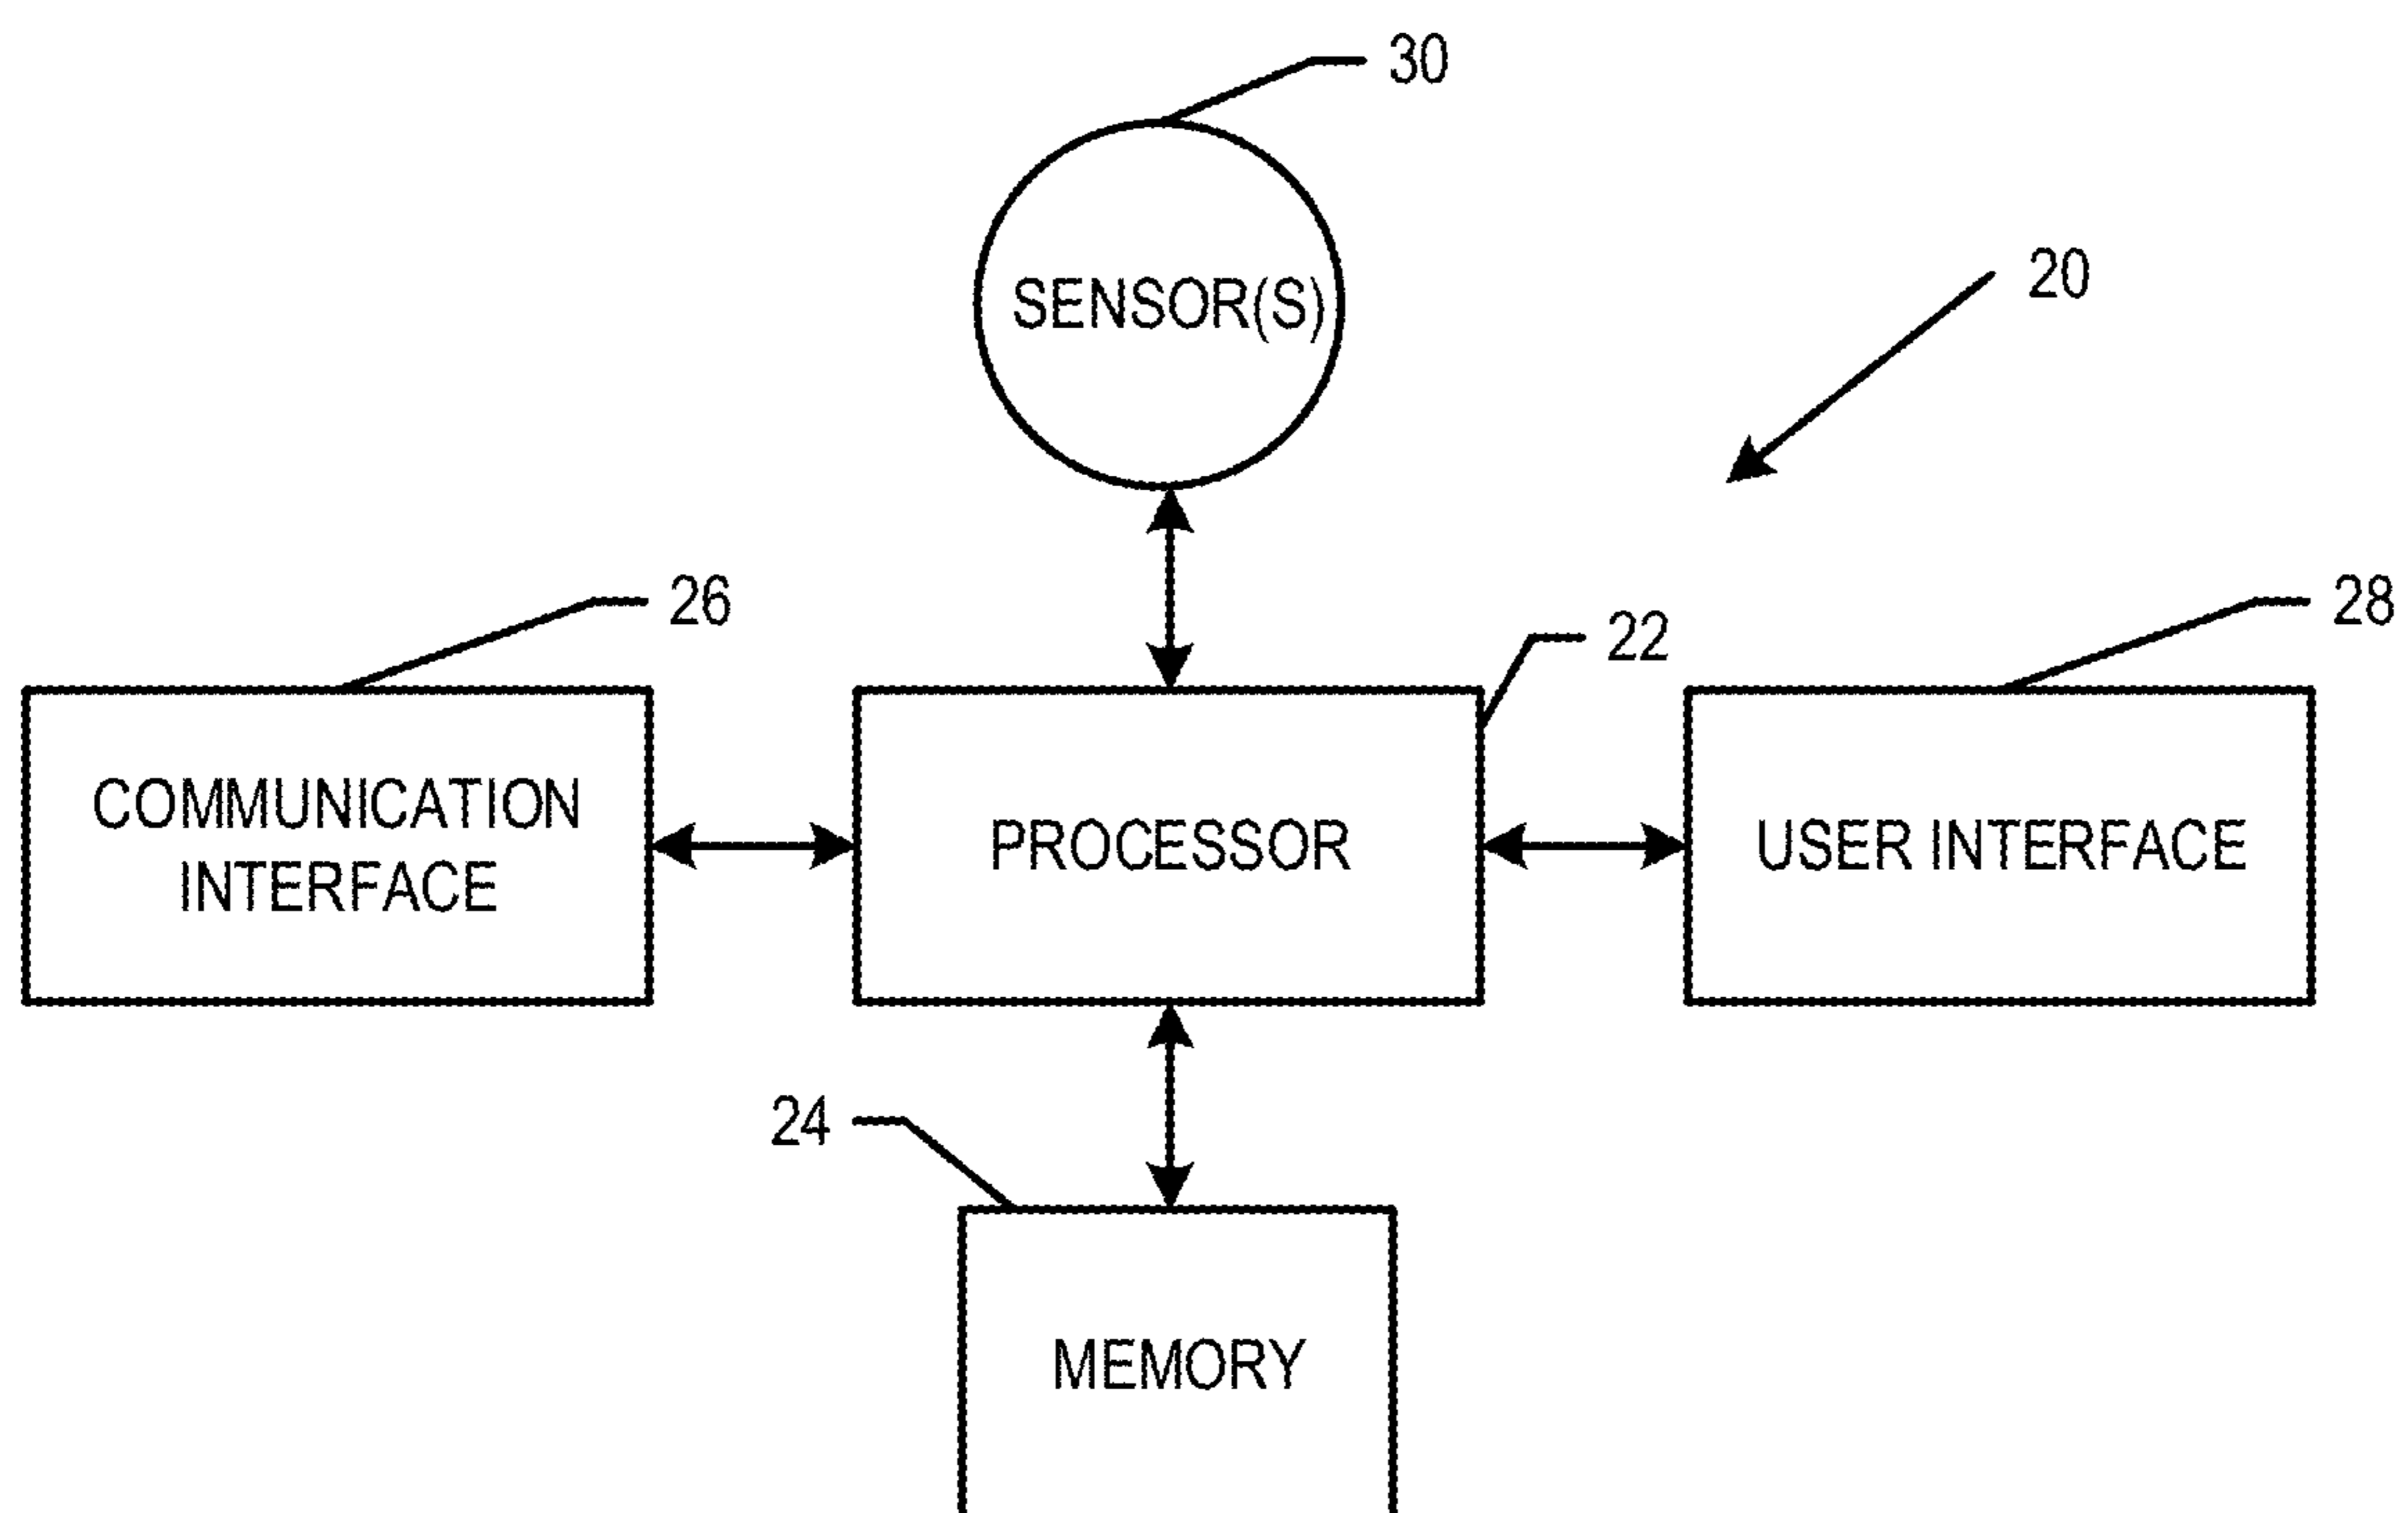 30
SENSOR(S)
20
26
22
28
COMMUNICATION
INTERFACE
PROCESSOR
USER INTERFACE
24
MEMORY